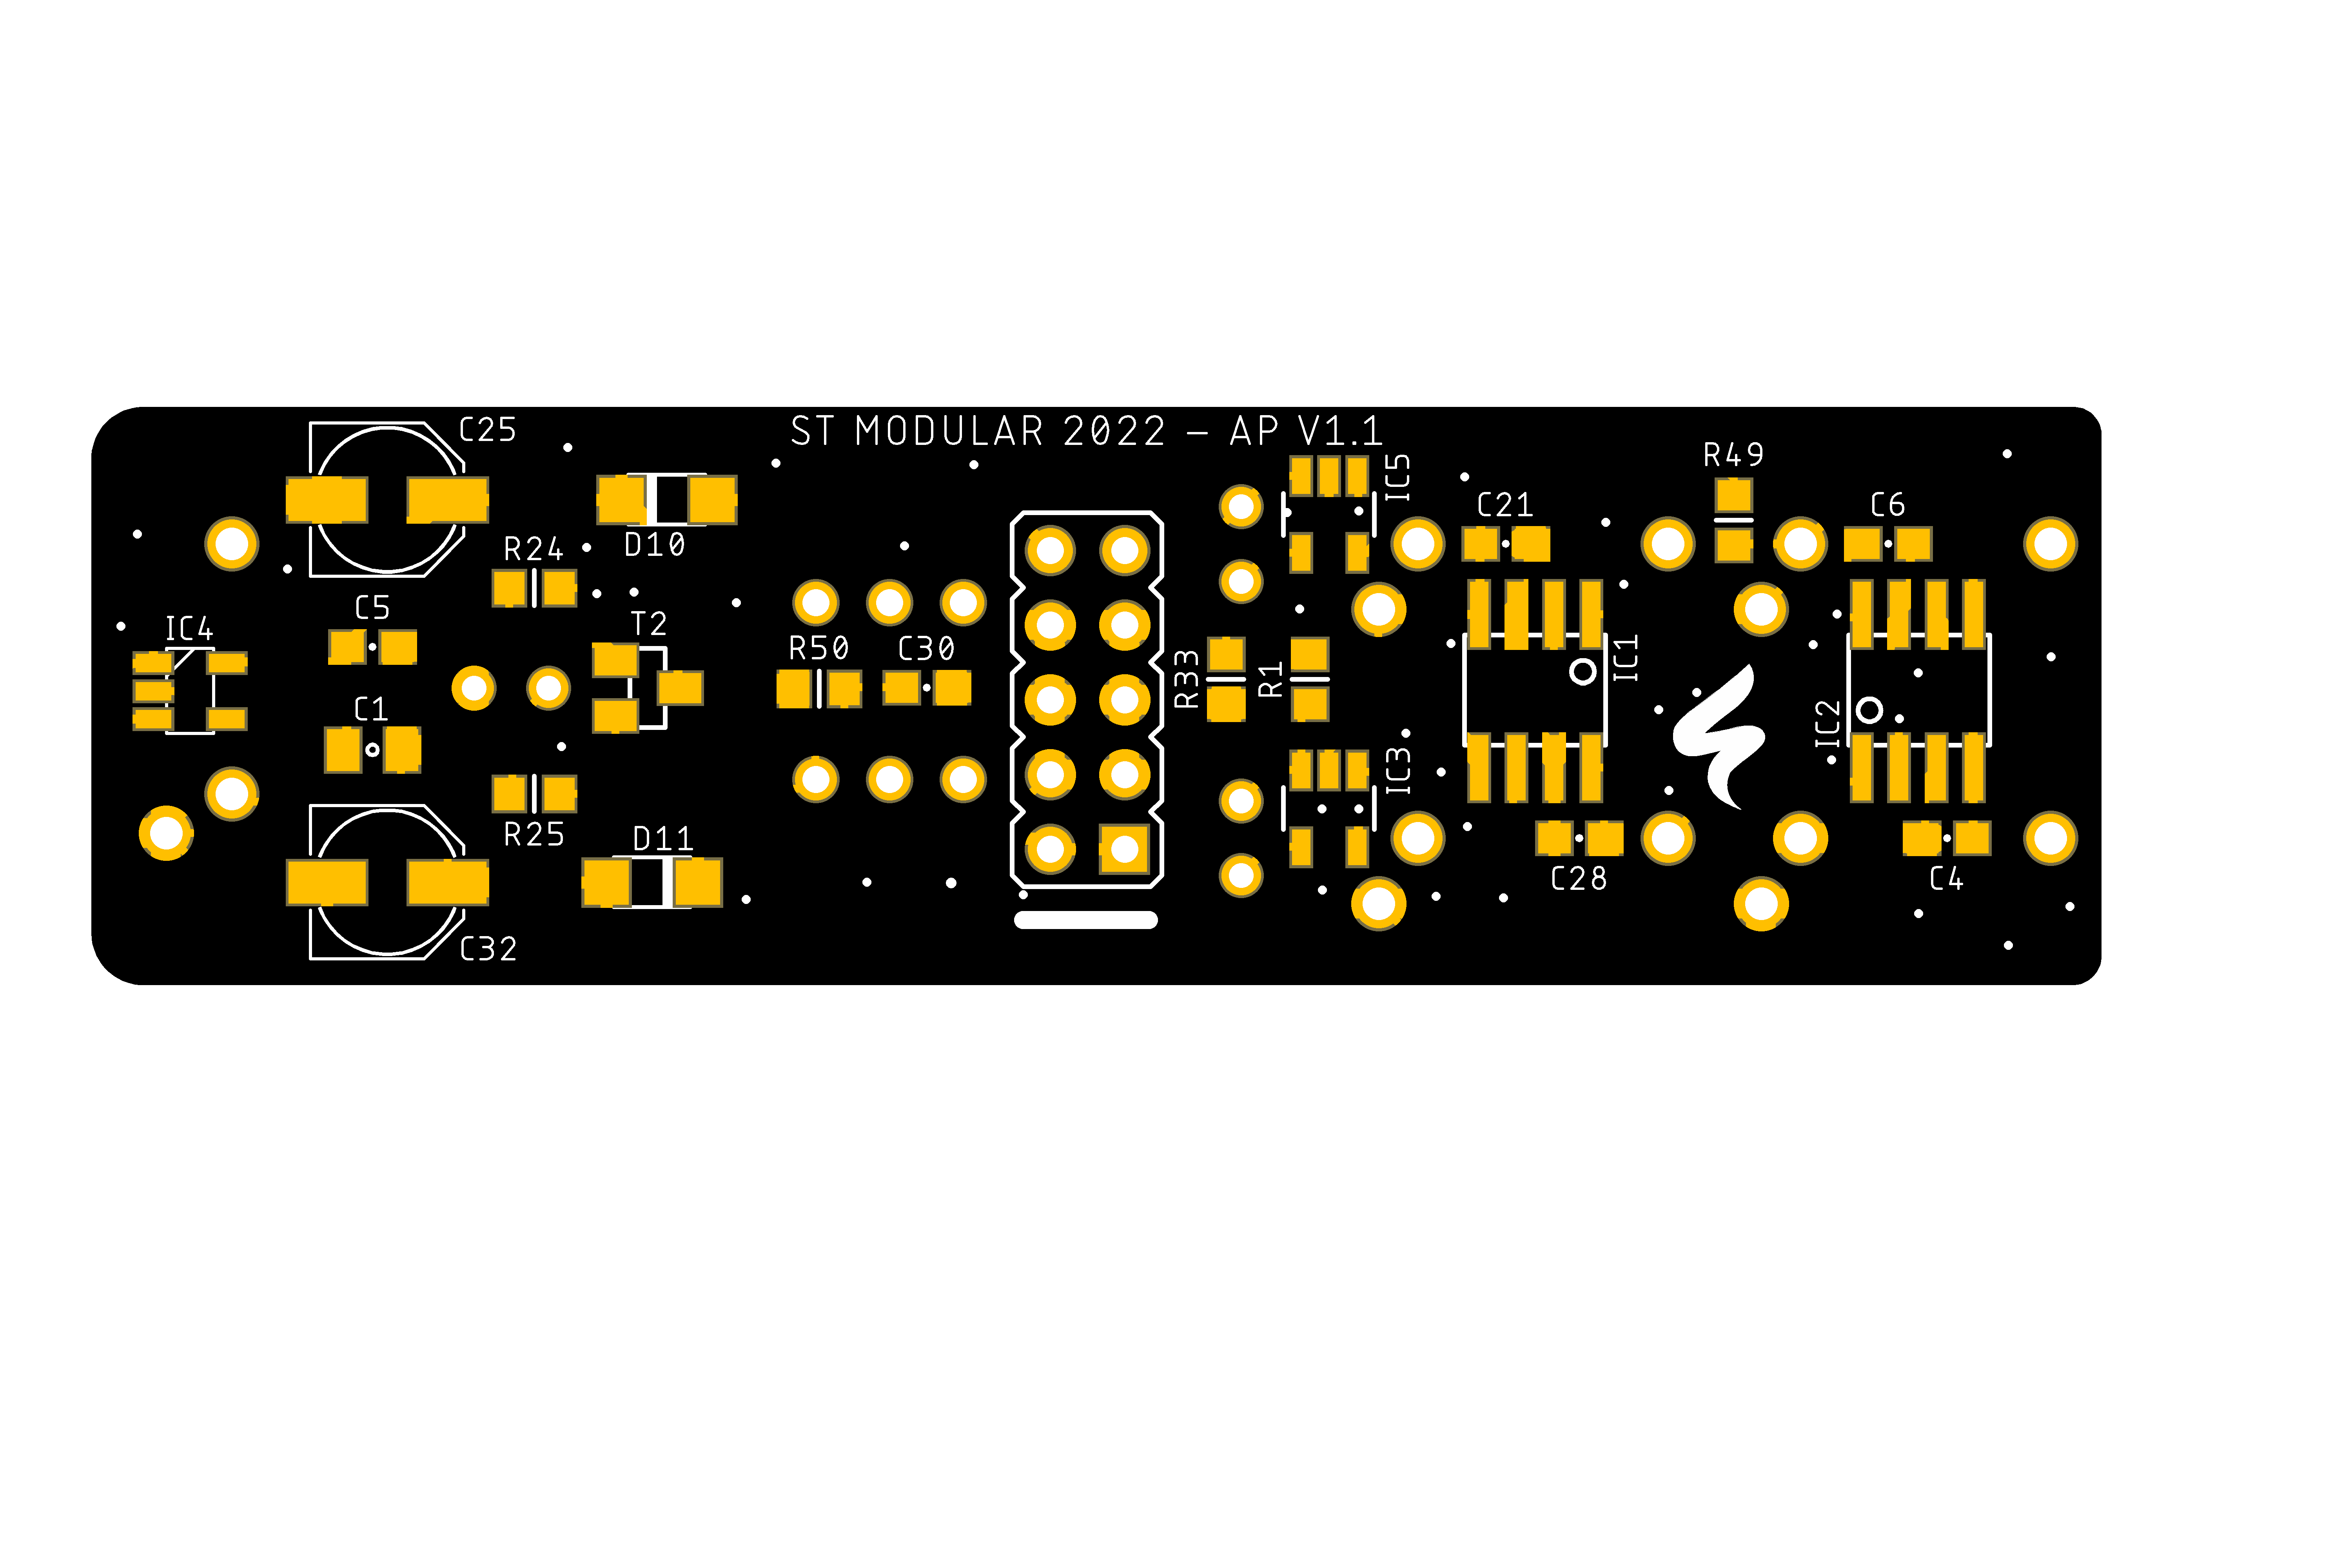 ST MODULAR 2022 – AP V1.1
C25
IC5
R49
C21
C6
R24
D10
C5
IC4
T2
R50
C30
R33
R1
IC1
C1
IC2
IC3
R25
D11
C28
C4
C32